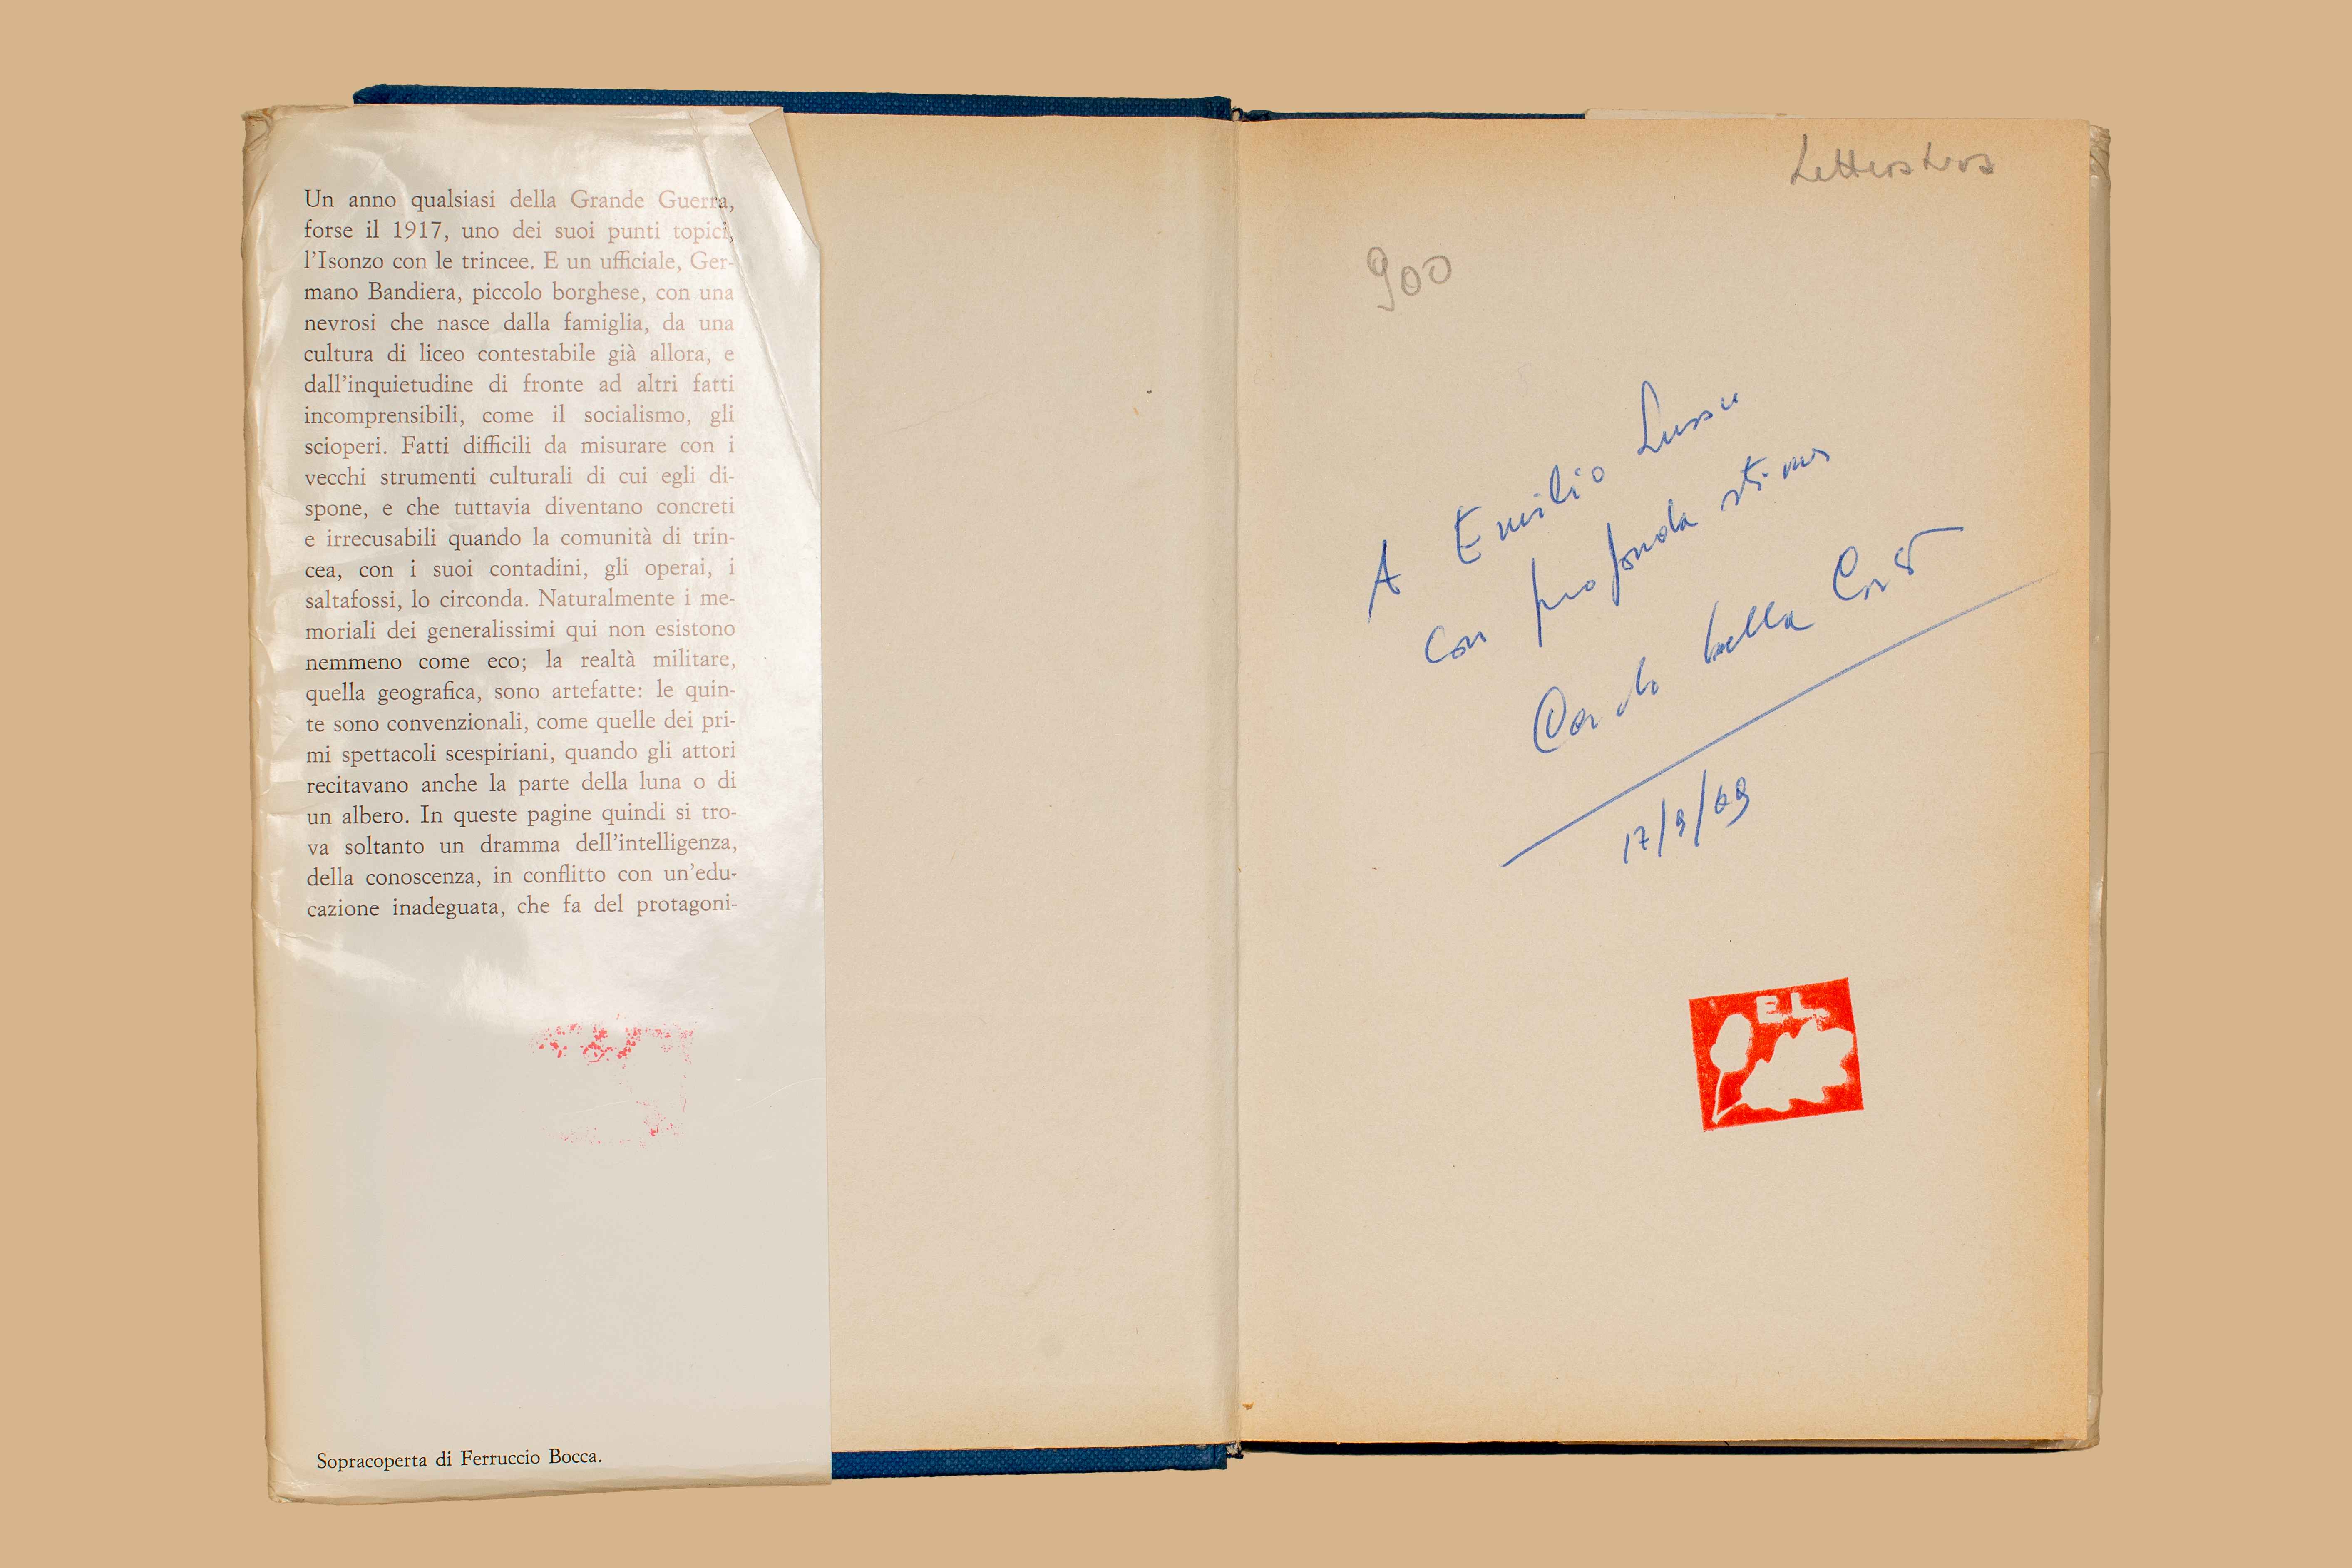 Un anno qualsiasi della Grande Guerra,
forse il 1917, uno dei suoi punti topici,
l'Isonzo con le trincee. E un ufficiale, Ger-
mano Bandiera, piccolo borghese, con una
nevrosi che nasce dalla famiglia, da una
cultura di liceo contestabile già allora, e
dall'inquietudine di fronte ad altri fatti
incomprensibili, come il socialismo, gli
scioperi. Fatti difficili da misurare con i
vecchi strumenti culturali di cui egli di-
spone, e che tuttavia diventano concreti
e irrecusabili quando la comunità di trin-
cea, con i suoi contadini, gli operai, i
saltafossi, lo circonda. Naturalmente i me-
moriali dei generalissimi qui non esistono
nemmeno come eco; la realtà militare,
quella geografica, sono artefatte: le quin-
te sono convenzionali, come quelle dei pri-
mi spettacoli scespiriani, quando gli attori
recitavano anche la parte della luna o di
un albero. In queste pagine quindi si tro-
va soltanto un dramma dell'intelligenza,
della conoscenza, in conflitto con un'edu-
cazione inadeguata, che fa del protagoni-
Sopracoperta di Ferruccio Bocca.
Letteratura
900
A Emilio Lussu
con profonda stima
Carlo della Corte
17/9/69
E.L.